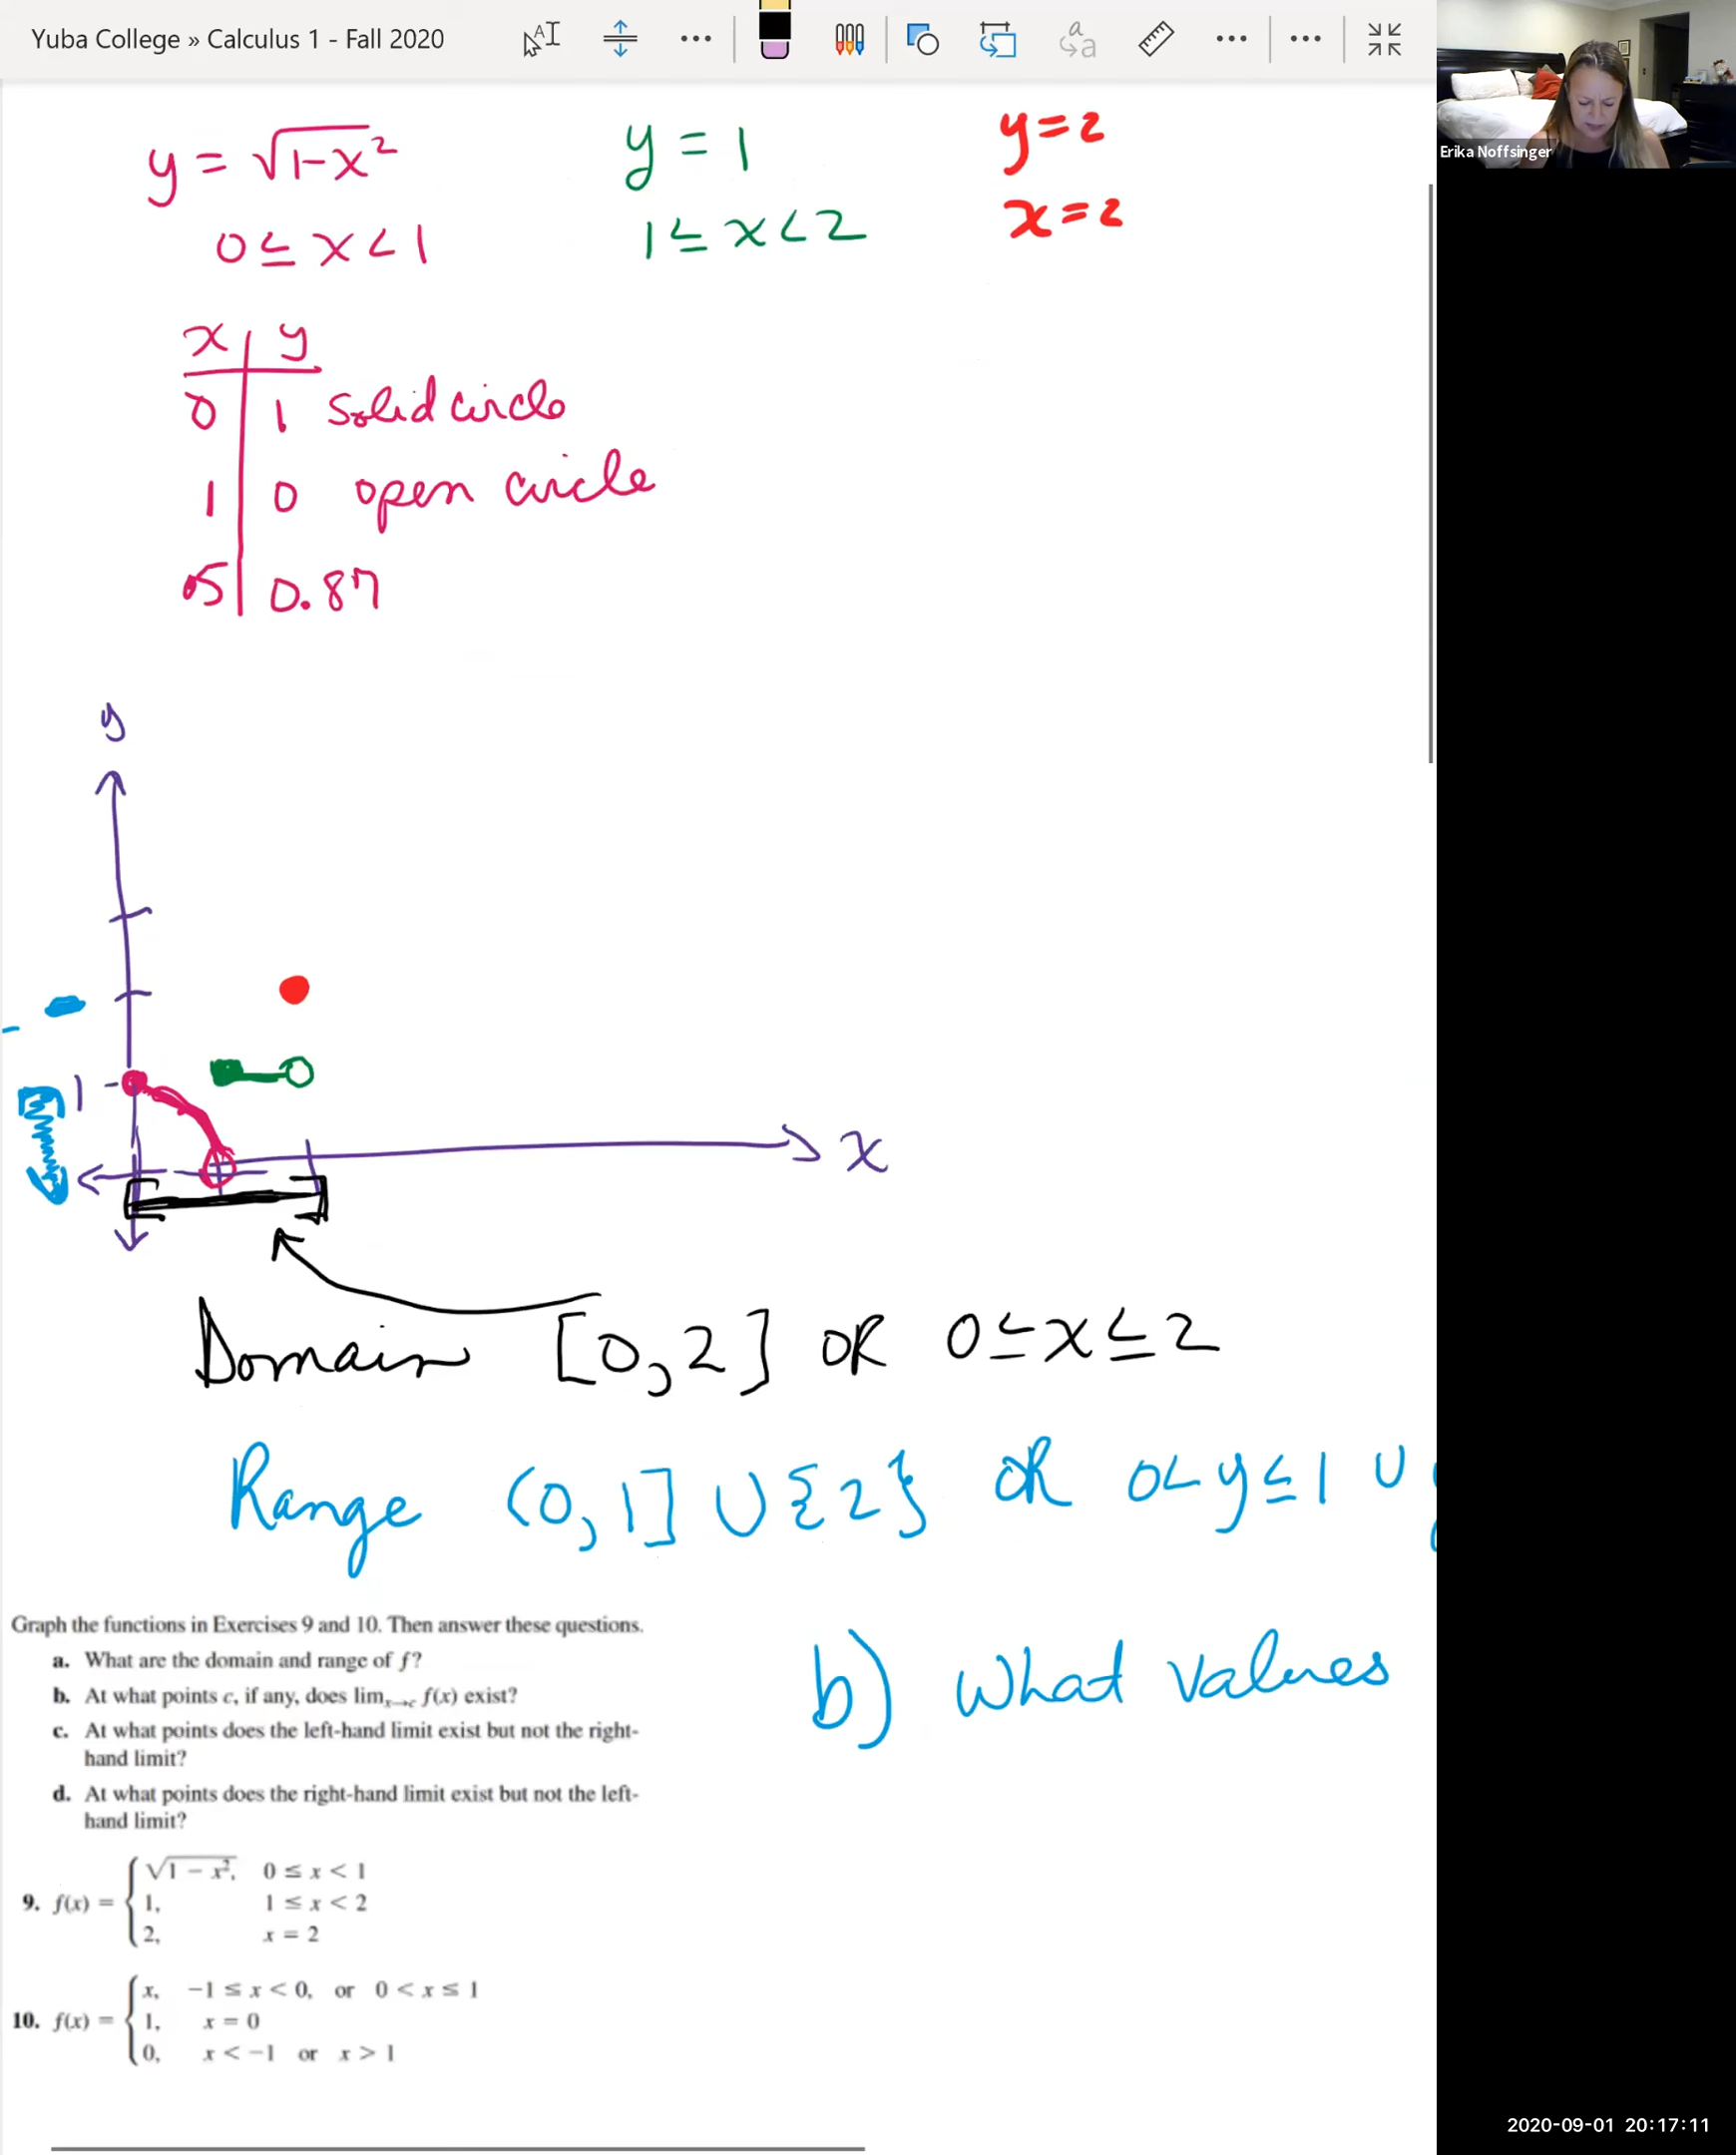 Yuba College » Calculus 1 - Fall 2020
Erika Noffsinger
y = √1-x² y = 1 y=2
0 ≤ x < 1 1 ≤ x < 2 x=2
x y
0 1 solid circle
1 0 open circle
.5 0.87
y
1
x
Domain [0,2] OR 0≤x≤2
Range (0,1] ∪ {2} OR 0<y≤1 ∪
Graph the functions in Exercises 9 and 10. Then answer these questions.
a. What are the domain and range of f?
b. At what points c, if any, does lim x→c f(x) exist?
c. At what points does the left-hand limit exist but not the right-
hand limit?
d. At what points does the right-hand limit exist but not the left-
hand limit?
b) What values
9. f(x) = { √1 − x², 0 ≤ x < 1
1, 1 ≤ x < 2
2, x = 2
10. f(x) = { x, −1 ≤ x < 0, or 0 < x ≤ 1
1, x = 0
0, x < −1 or x > 1
2020-09-01 20:17:11